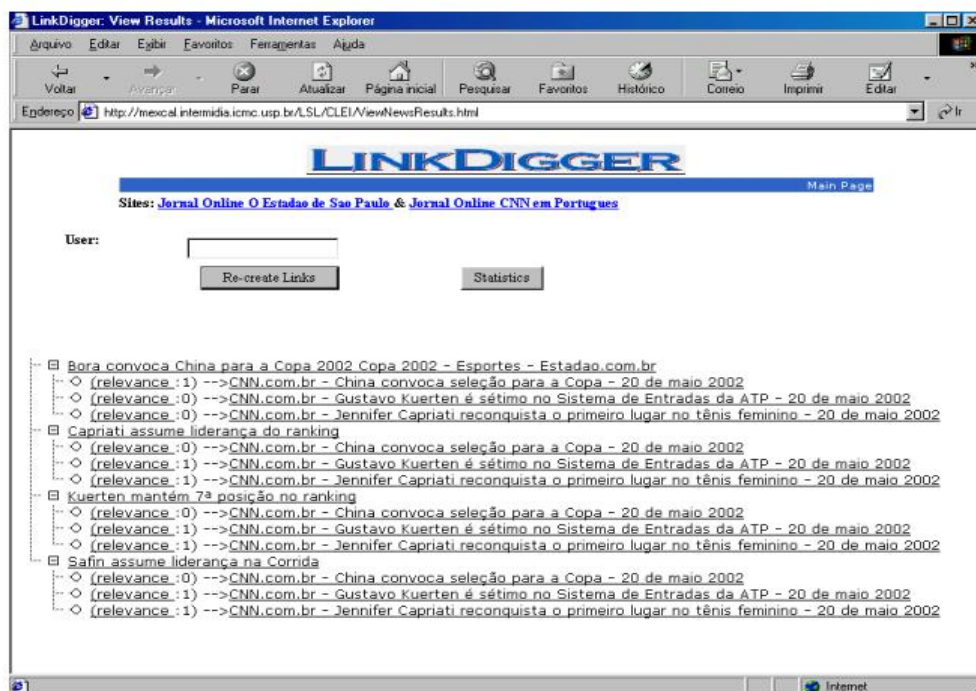 LinkDigger: View Results - Microsoft Internet Explorer
Arquivo Editar Exibir Favoritos Ferramentas Ajuda
Voltar Avançar Parar Atualizar Página inicial Pesquisar Favoritos Histórico Correio Imprimir Editar
Endereço http://mexcal.intermidia.icmc.usp.br/LSL/CLEI/ViewNewsResults.html Ir
LINKDIGGER
Main Page
Sites: Jornal Online O Estadao de Sao Paulo & Jornal Online CNN em Portugues
User:
Re-create Links Statistics
Bora convoca China para a Copa 2002 Copa 2002 - Esportes - Estadao.com.br
(relevance :1) -->CNN.com.br - China convoca seleção para a Copa - 20 de maio 2002
(relevance :0) -->CNN.com.br - Gustavo Kuerten é sétimo no Sistema de Entradas da ATP - 20 de maio 2002
(relevance :0) -->CNN.com.br - Jennifer Capriati reconquista o primeiro lugar no tênis feminino - 20 de maio 2002
Capriati assume liderança do ranking
(relevance :0) -->CNN.com.br - China convoca seleção para a Copa - 20 de maio 2002
(relevance :1) -->CNN.com.br - Gustavo Kuerten é sétimo no Sistema de Entradas da ATP - 20 de maio 2002
(relevance :1) -->CNN.com.br - Jennifer Capriati reconquista o primeiro lugar no tênis feminino - 20 de maio 2002
Kuerten mantém 7ª posição no ranking
(relevance :0) -->CNN.com.br - China convoca seleção para a Copa - 20 de maio 2002
(relevance :1) -->CNN.com.br - Gustavo Kuerten é sétimo no Sistema de Entradas da ATP - 20 de maio 2002
(relevance :1) -->CNN.com.br - Jennifer Capriati reconquista o primeiro lugar no tênis feminino - 20 de maio 2002
Safin assume liderança na Corrida
(relevance :0) -->CNN.com.br - China convoca seleção para a Copa - 20 de maio 2002
(relevance :1) -->CNN.com.br - Gustavo Kuerten é sétimo no Sistema de Entradas da ATP - 20 de maio 2002
(relevance :1) -->CNN.com.br - Jennifer Capriati reconquista o primeiro lugar no tênis feminino - 20 de maio 2002
Internet